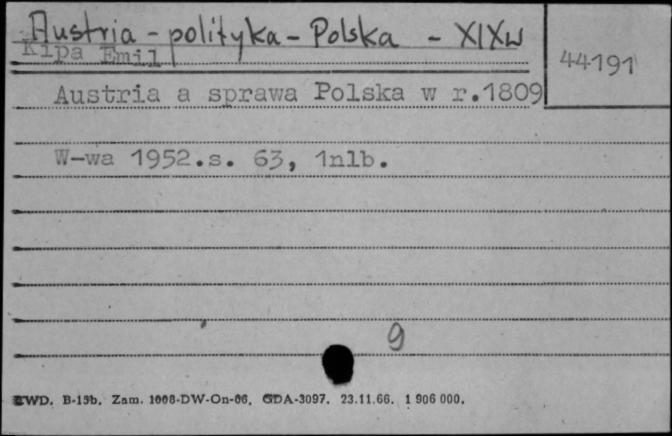 Austria - polityka - Polska - XIXw
Kipa Emil
44191
Austria a sprawa Polska w r.1809
W-wa 1952.s. 63, 1nlb.
9
CWD. B-15b. Zam. 1008-DW-On-66. GDA-3097. 23.11.66. 1 906 000.